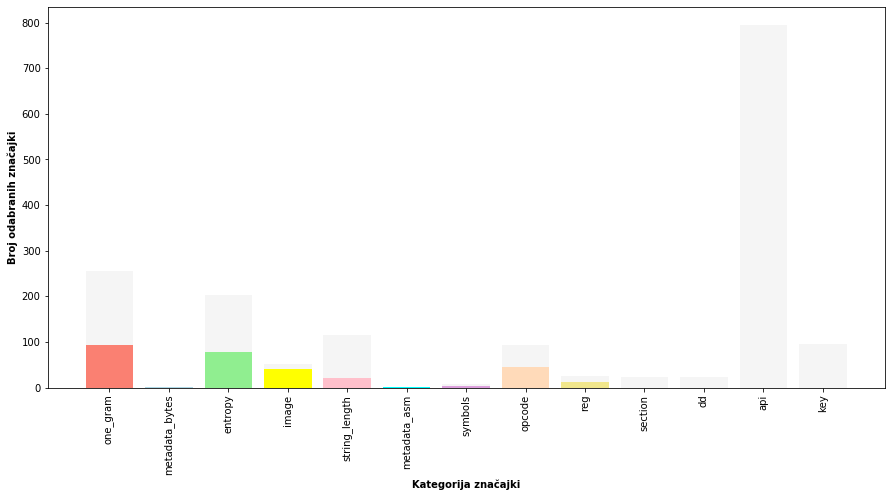 800
700
600
500
400
300
200
100
0
Broj odabranih značajki
one_gram
metadata_bytes
entropy
image
string_length
metadata_asm
symbols
opcode
reg
section
dd
api
key
Kategorija značajki